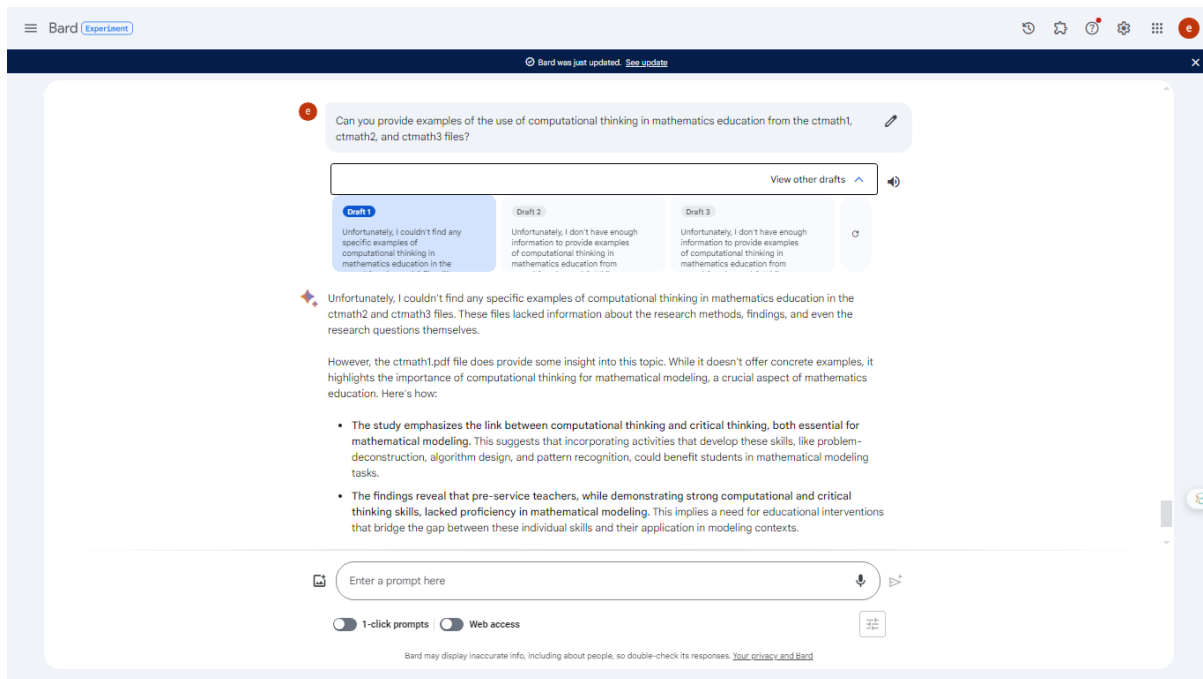 Bard Experiment
e
Bard was just updated. See update
e
Can you provide examples of the use of computational thinking in mathematics education from the ctmath1,
ctmath2, and ctmath3 files?
View other drafts
Draft 1
Unfortunately, I couldn't find any
specific examples of
computational thinking in
mathematics education in the
Draft 2
Unfortunately, I don't have enough
information to provide examples
of computational thinking in
mathematics education from
Draft 3
Unfortunately, I don't have enough
information to provide examples
of computational thinking in
mathematics education from
Unfortunately, I couldn't find any specific examples of computational thinking in mathematics education in the
ctmath2 and ctmath3 files. These files lacked information about the research methods, findings, and even the
research questions themselves.
However, the ctmath1.pdf file does provide some insight into this topic. While it doesn't offer concrete examples, it
highlights the importance of computational thinking for mathematical modeling, a crucial aspect of mathematics
education. Here's how:
• The study emphasizes the link between computational thinking and critical thinking, both essential for
mathematical modeling. This suggests that incorporating activities that develop these skills, like problem-
deconstruction, algorithm design, and pattern recognition, could benefit students in mathematical modeling
tasks.
• The findings reveal that pre-service teachers, while demonstrating strong computational and critical
thinking skills, lacked proficiency in mathematical modeling. This implies a need for educational interventions
that bridge the gap between these individual skills and their application in modeling contexts.
Enter a prompt here
1-click prompts Web access
Bard may display inaccurate info, including about people, so double-check its responses. Your privacy and Bard